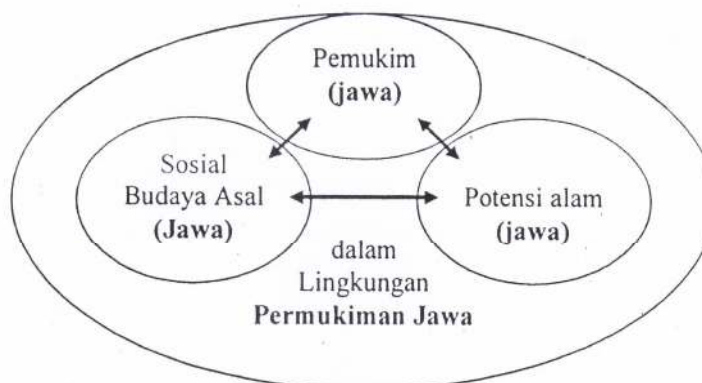 Pemukim
(jawa)
Sosial
Budaya Asal
(Jawa)
Potensi alam
(jawa)
dalam
Lingkungan
Permukiman Jawa